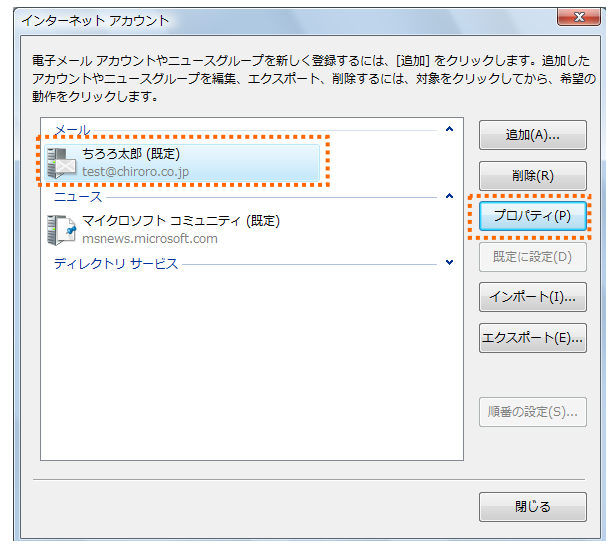 インターネット アカウント
電子メール アカウントやニュースグループを新しく登録するには、[追加] をクリックします。追加した
アカウントやニュースグループを編集、エクスポート、削除するには、対象をクリックしてから、希望の
動作をクリックします。
メール
ちろろ太郎 (既定)
test@chiroro.co.jp
ニュース
マイクロソフト コミュニティ (既定)
msnews.microsoft.com
ディレクトリ サービス
追加(A)...
削除(R)
プロパティ(P)
既定に設定(D)
インポート(I)...
エクスポート(E)...
順番の設定(S)...
閉じる